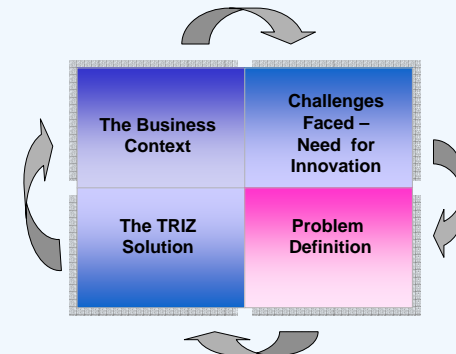 The Business
Context
Challenges
Faced –
Need for
Innovation
The TRIZ
Solution
Problem
Definition